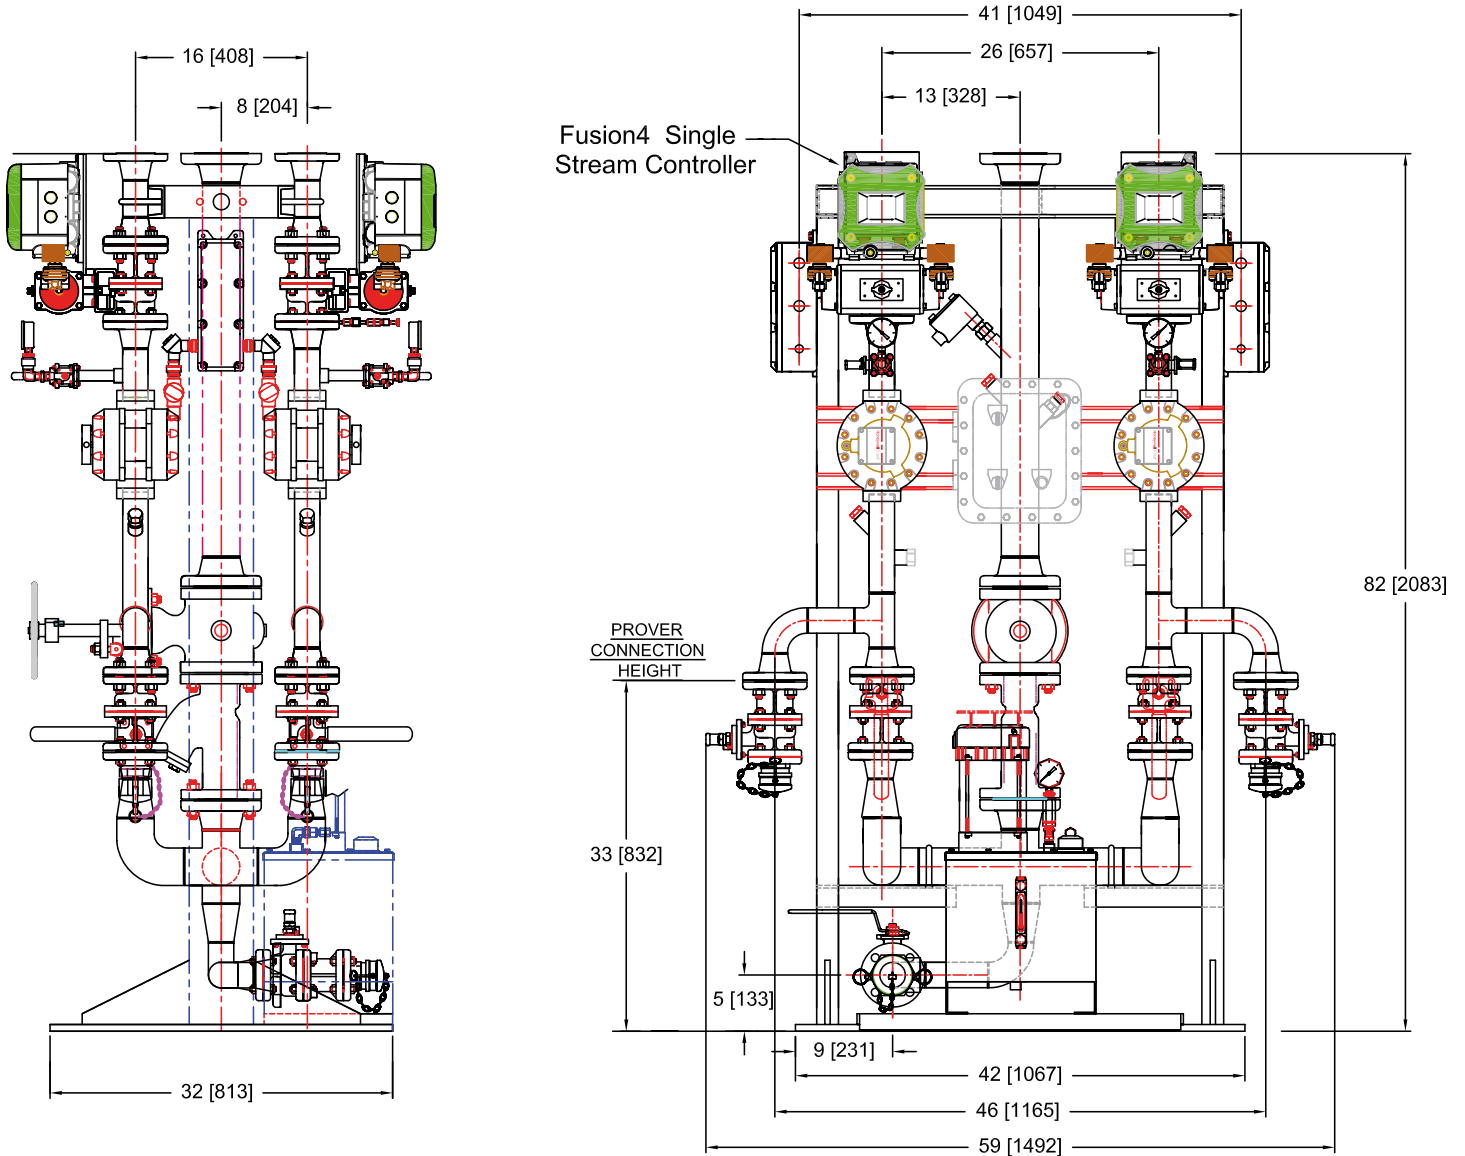 41 [1049]
16 [408]
26 [657]
8 [204]
13 [328]
Fusion4 Single
Stream Controller
82 [2083]
PROVER
CONNECTION
HEIGHT
33 [832]
5 [133]
9 [231]
42 [1067]
32 [813]
46 [1165]
59 [1492]